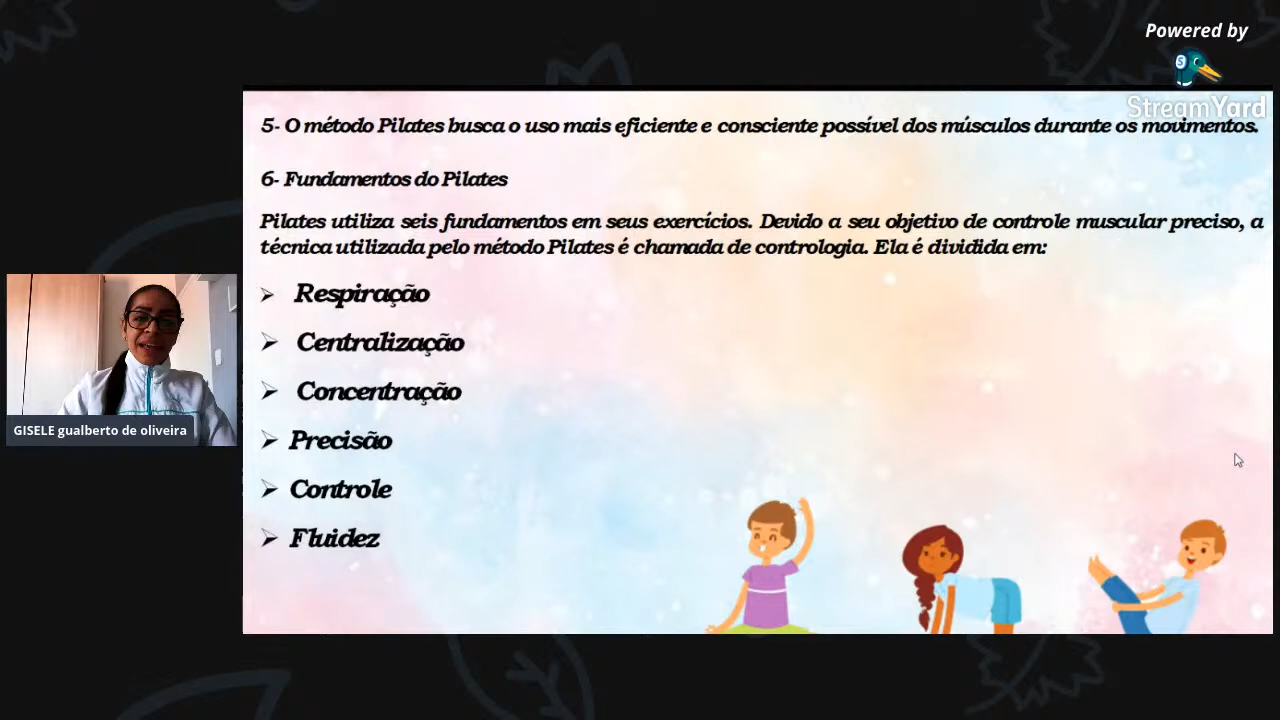 Powered by
StreamYard
5- O método Pilates busca o uso mais eficiente e consciente possível dos músculos durante os movimentos.
6- Fundamentos do Pilates
Pilates utiliza seis fundamentos em seus exercícios. Devido a seu objetivo de controle muscular preciso, a
técnica utilizada pelo método Pilates é chamada de contrologia. Ela é dividida em:
➢ Respiração
➢ Centralização
➢ Concentração
➢ Precisão
➢ Controle
➢ Fluidez
GISELE gualberto de oliveira